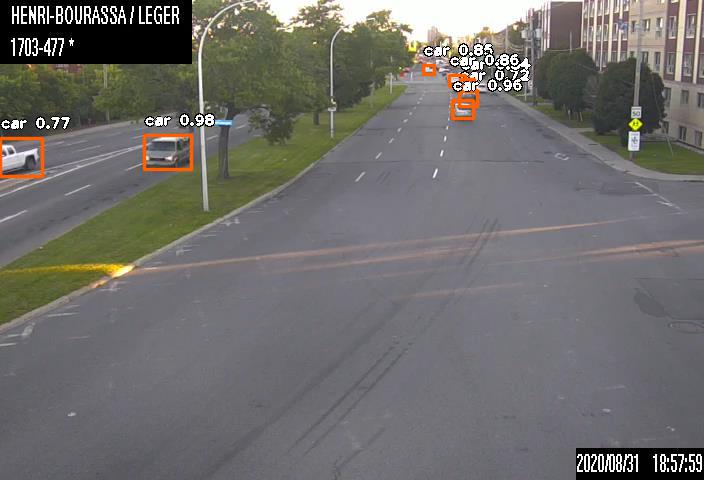 HENRI-BOURASSA / LEGER
1703-477 *
car 0.85
car 0.86
car 0.72
car 0.96
car 0.77
car 0.98
50
2020/08/31 18:57:59